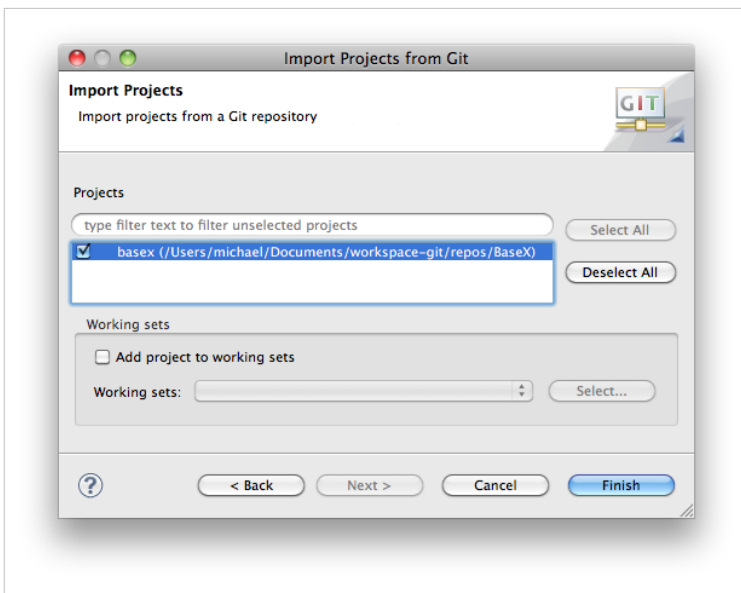 Import Projects from Git
Import Projects
Import projects from a Git repository
GIT
Projects
type filter text to filter unselected projects
Select All
basex (/Users/michael/Documents/workspace-git/repos/BaseX)
Deselect All
Working sets
Add project to working sets
Working sets:
Select...
?
< Back
Next >
Cancel
Finish